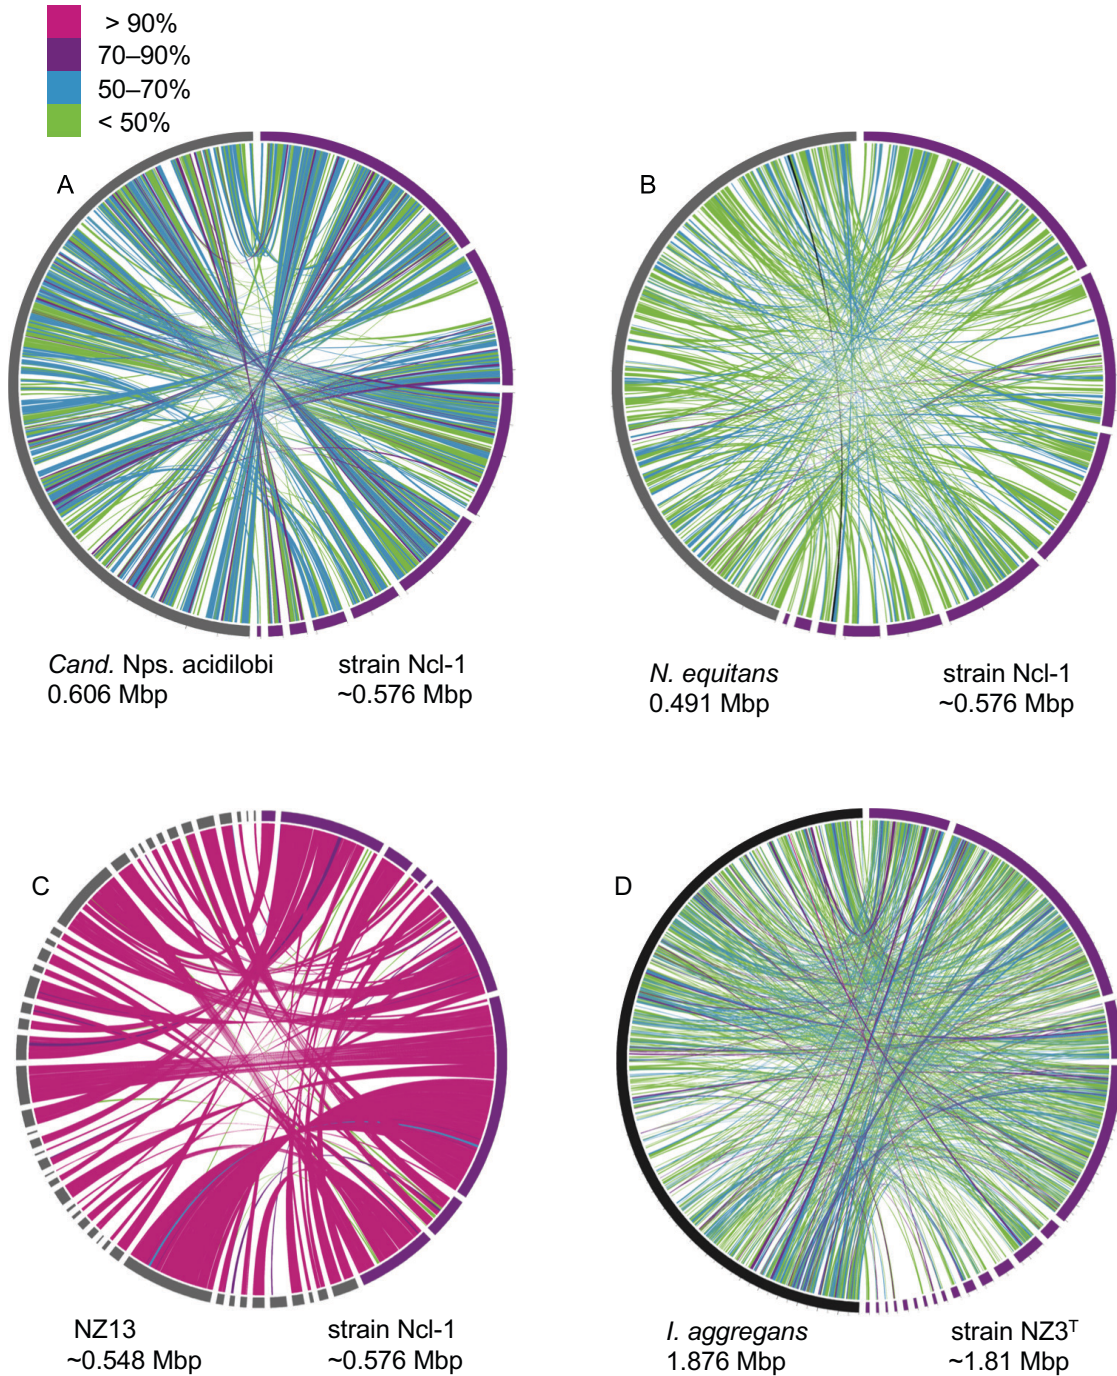 > 90%
70–90%
50–70%
< 50%
A
B
Cand. Nps. acidilobi
0.606 Mbp
strain Ncl-1
~0.576 Mbp
N. equitans
0.491 Mbp
strain Ncl-1
~0.576 Mbp
C
D
NZ13
~0.548 Mbp
strain Ncl-1
~0.576 Mbp
I. aggregans
1.876 Mbp
strain NZ3ᵀ
~1.81 Mbp